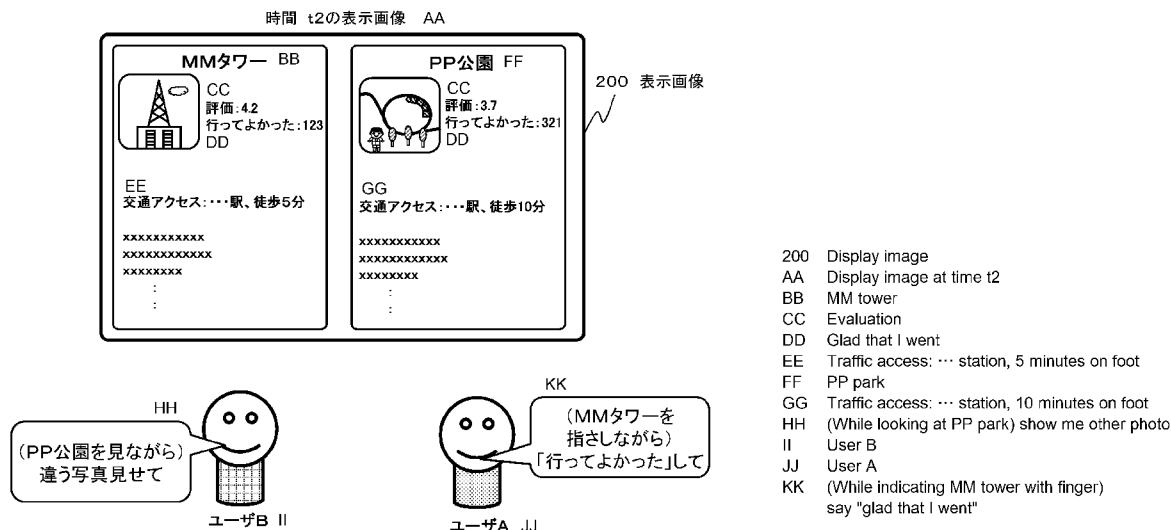 時間 t2の表示画像 AA
MMタワー BB
CC
評価:4.2
行ってよかった:123
DD
EE
交通アクセス:・・・駅、徒歩5分
xxxxxxxxxxx
xxxxxxxxxxxx
xxxxxxxx
:
:
PP公園 FF
CC
評価:3.7
行ってよかった:321
DD
GG
交通アクセス:・・・駅、徒歩10分
xxxxxxxxxxx
xxxxxxxxxxxx
xxxxxxxx
:
:
200 表示画像
HH
(PP公園を見ながら)
違う写真見せて
ユーザB II
KK
(MMタワーを
指さしながら)
「行ってよかった」して
ユーザA JJ
200 Display image
AA Display image at time t2
BB MM tower
CC Evaluation
DD Glad that I went
EE Traffic access: ··· station, 5 minutes on foot
FF PP park
GG Traffic access: ··· station, 10 minutes on foot
HH (While looking at PP park) show me other photo
II User B
JJ User A
KK (While indicating MM tower with finger)
say "glad that I went"